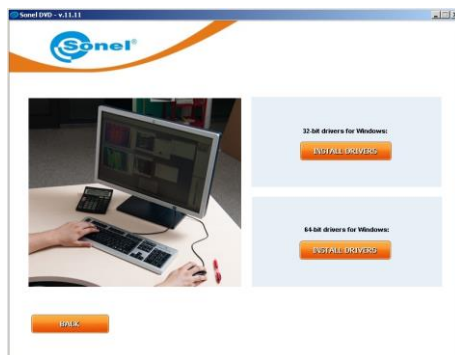 Sonel DVD - v.11.11
Sonel®
32-bit drivers for Windows:
INSTALL DRIVERS
64-bit drivers for Windows:
INSTALL DRIVERS
BACK